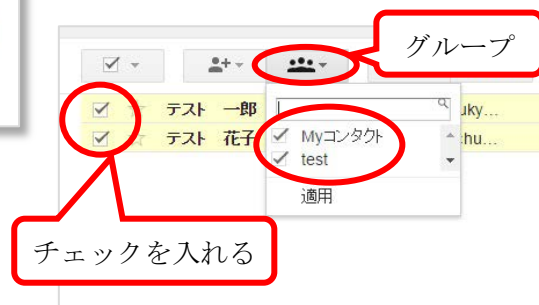 グループ
テスト 一郎
uky...
テスト 花子
chu...
Myコンタクト
test
適用
チェックを入れる